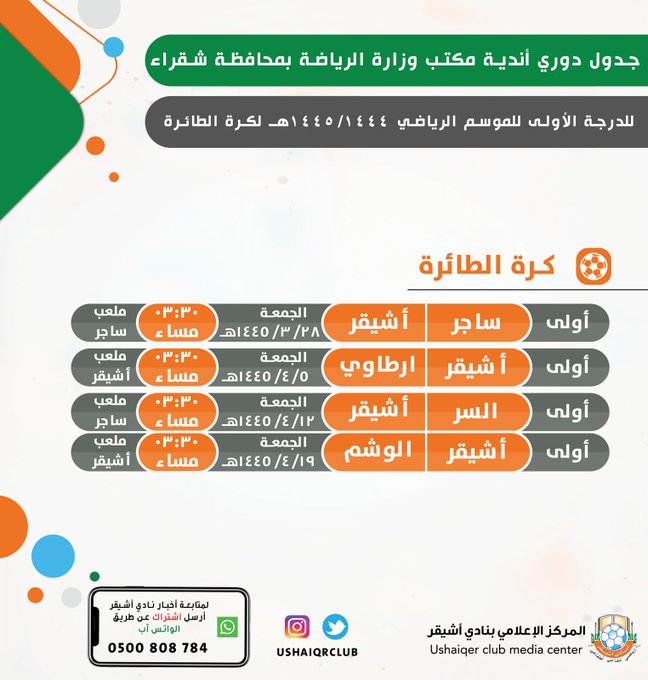 جدول دوري أندية مكتب وزارة الرياضة بمحافظة شقراء
للدرجة الأولى للموسم الرياضي ١٤٤٥/١٤٤٤هـ لكرة الطائرة
كرة الطائرة
أولى ساجر أشيقر الجمعة ١٤٤٥/٣/٢٨هـ ٠٣:٣٠ مساء ملعب ساجر
أولى أشيقر ارطاوي الجمعة ١٤٤٥/٤/٥هـ ٠٣:٣٠ مساء ملعب أشيقر
أولى السر أشيقر الجمعة ١٤٤٥/٤/١٢هـ ٠٣:٣٠ مساء ملعب ساجر
أولى أشيقر الوشم الجمعة ١٤٤٥/٤/١٩هـ ٠٣:٣٠ مساء ملعب أشيقر
المركز الإعلامي بنادي أشيقر
Ushaiqer club media center
USHAIQRCLUB
لمتابعة أخبار نادي أشيقر
أرسل اشتراك عن طريق
الواتس آب
0500 808 784